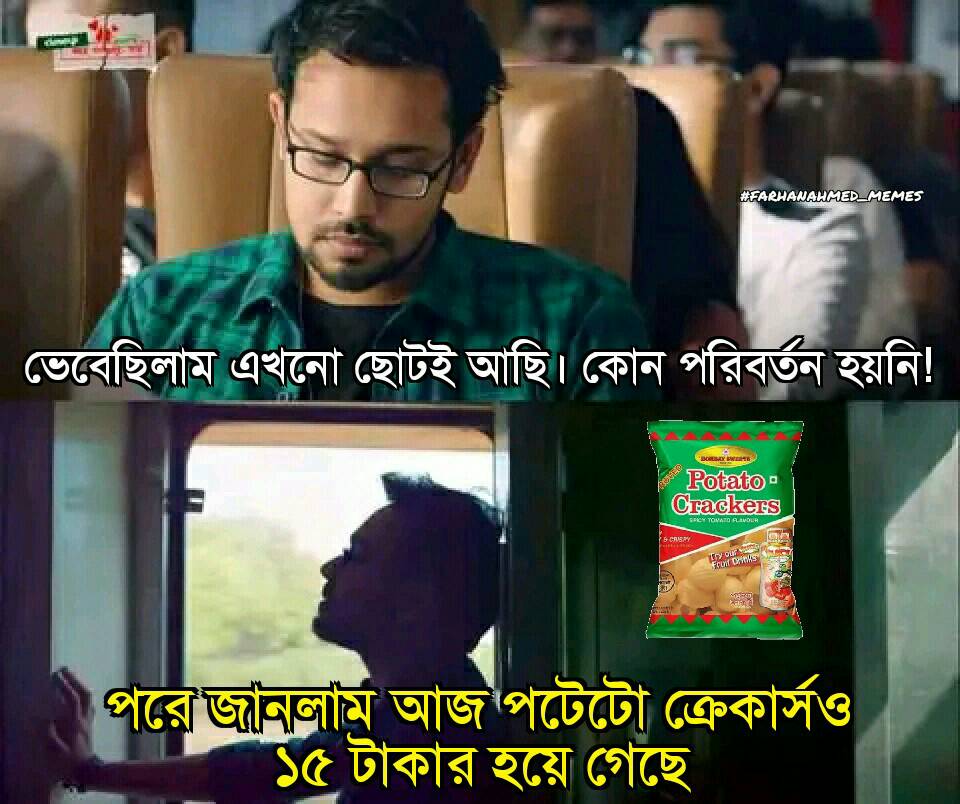 #FARHANAHMED_MEMES
ভেবেছিলাম এখনো ছোটই আছি। কোন পরিবর্তন হয়নি!
BOMBAY SWEETS
Potato
Crackers
SPICY TOMATO FLAVOUR
& CRISPY
Try our
Fruit Drinks
পরে জানলাম আজ পটেটো ক্রেকার্সও
১৫ টাকার হয়ে গেছে